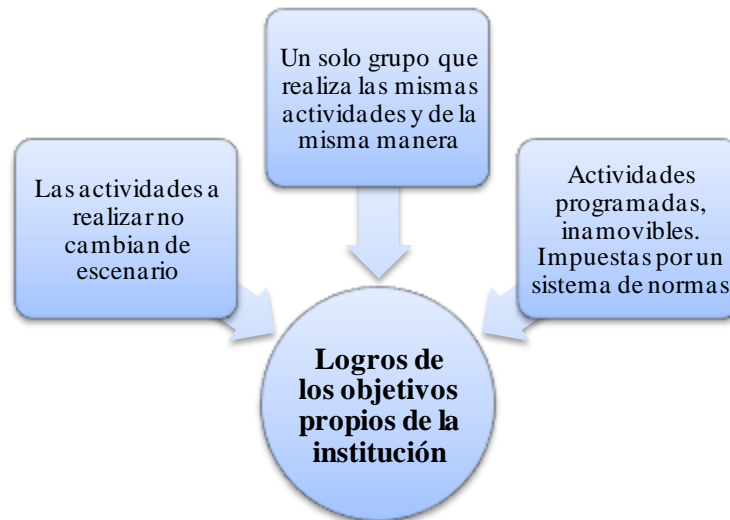 Un solo grupo que
realiza las mismas
actividades y de la
misma manera
Las actividades a
realizar no
cambian de
escenario
Actividades
programadas,
inamovibles.
Impuestas por un
sistema de normas
Logros de
los objetivos
propios de la
institución